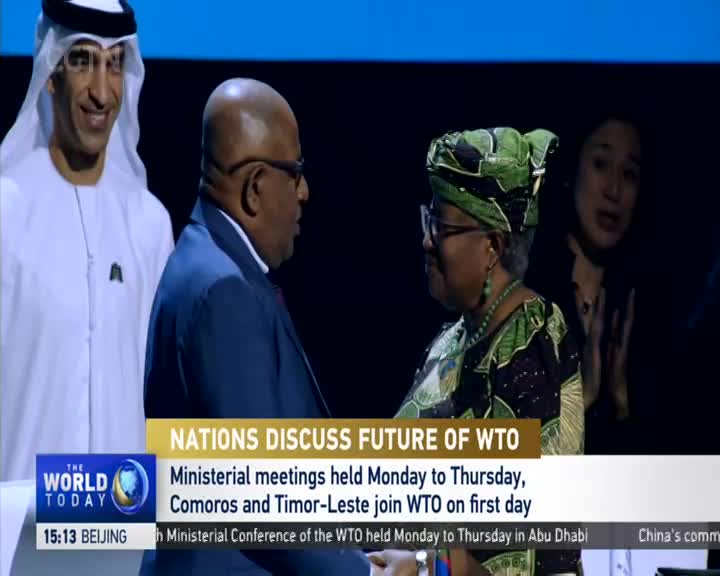 CGTN
NATIONS DISCUSS FUTURE OF WTO
Ministerial meetings held Monday to Thursday,
Comoros and Timor-Leste join WTO on first day
THE
WORLD
TODAY
15:13 BEIJING
h Ministerial Conference of the WTO held Monday to Thursday in Abu Dhabi China's comm